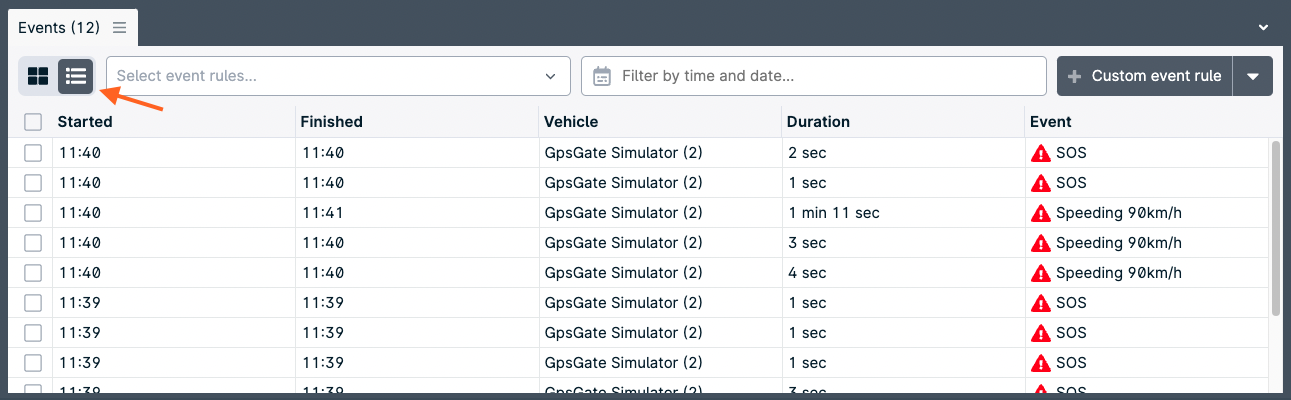 Events (12)
Select event rules... Filter by time and date... Custom event rule
Started Finished Vehicle Duration Event
11:40 11:40 GpsGate Simulator (2) 2 sec SOS
11:40 11:40 GpsGate Simulator (2) 1 sec SOS
11:40 11:41 GpsGate Simulator (2) 1 min 11 sec Speeding 90km/h
11:40 11:40 GpsGate Simulator (2) 3 sec Speeding 90km/h
11:40 11:40 GpsGate Simulator (2) 4 sec Speeding 90km/h
11:39 11:39 GpsGate Simulator (2) 1 sec SOS
11:39 11:39 GpsGate Simulator (2) 1 sec SOS
11:39 11:39 GpsGate Simulator (2) 1 sec SOS
11:39 11:39 GpsGate Simulator (2) 3 sec SOS